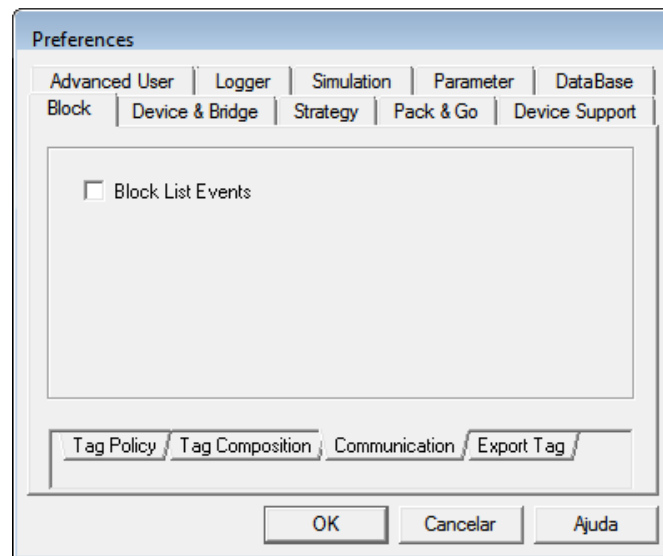 Preferences
Advanced User Logger Simulation Parameter DataBase
Block Device & Bridge Strategy Pack & Go Device Support
Block List Events
Tag Policy Tag Composition Communication Export Tag
OK Cancelar Ajuda